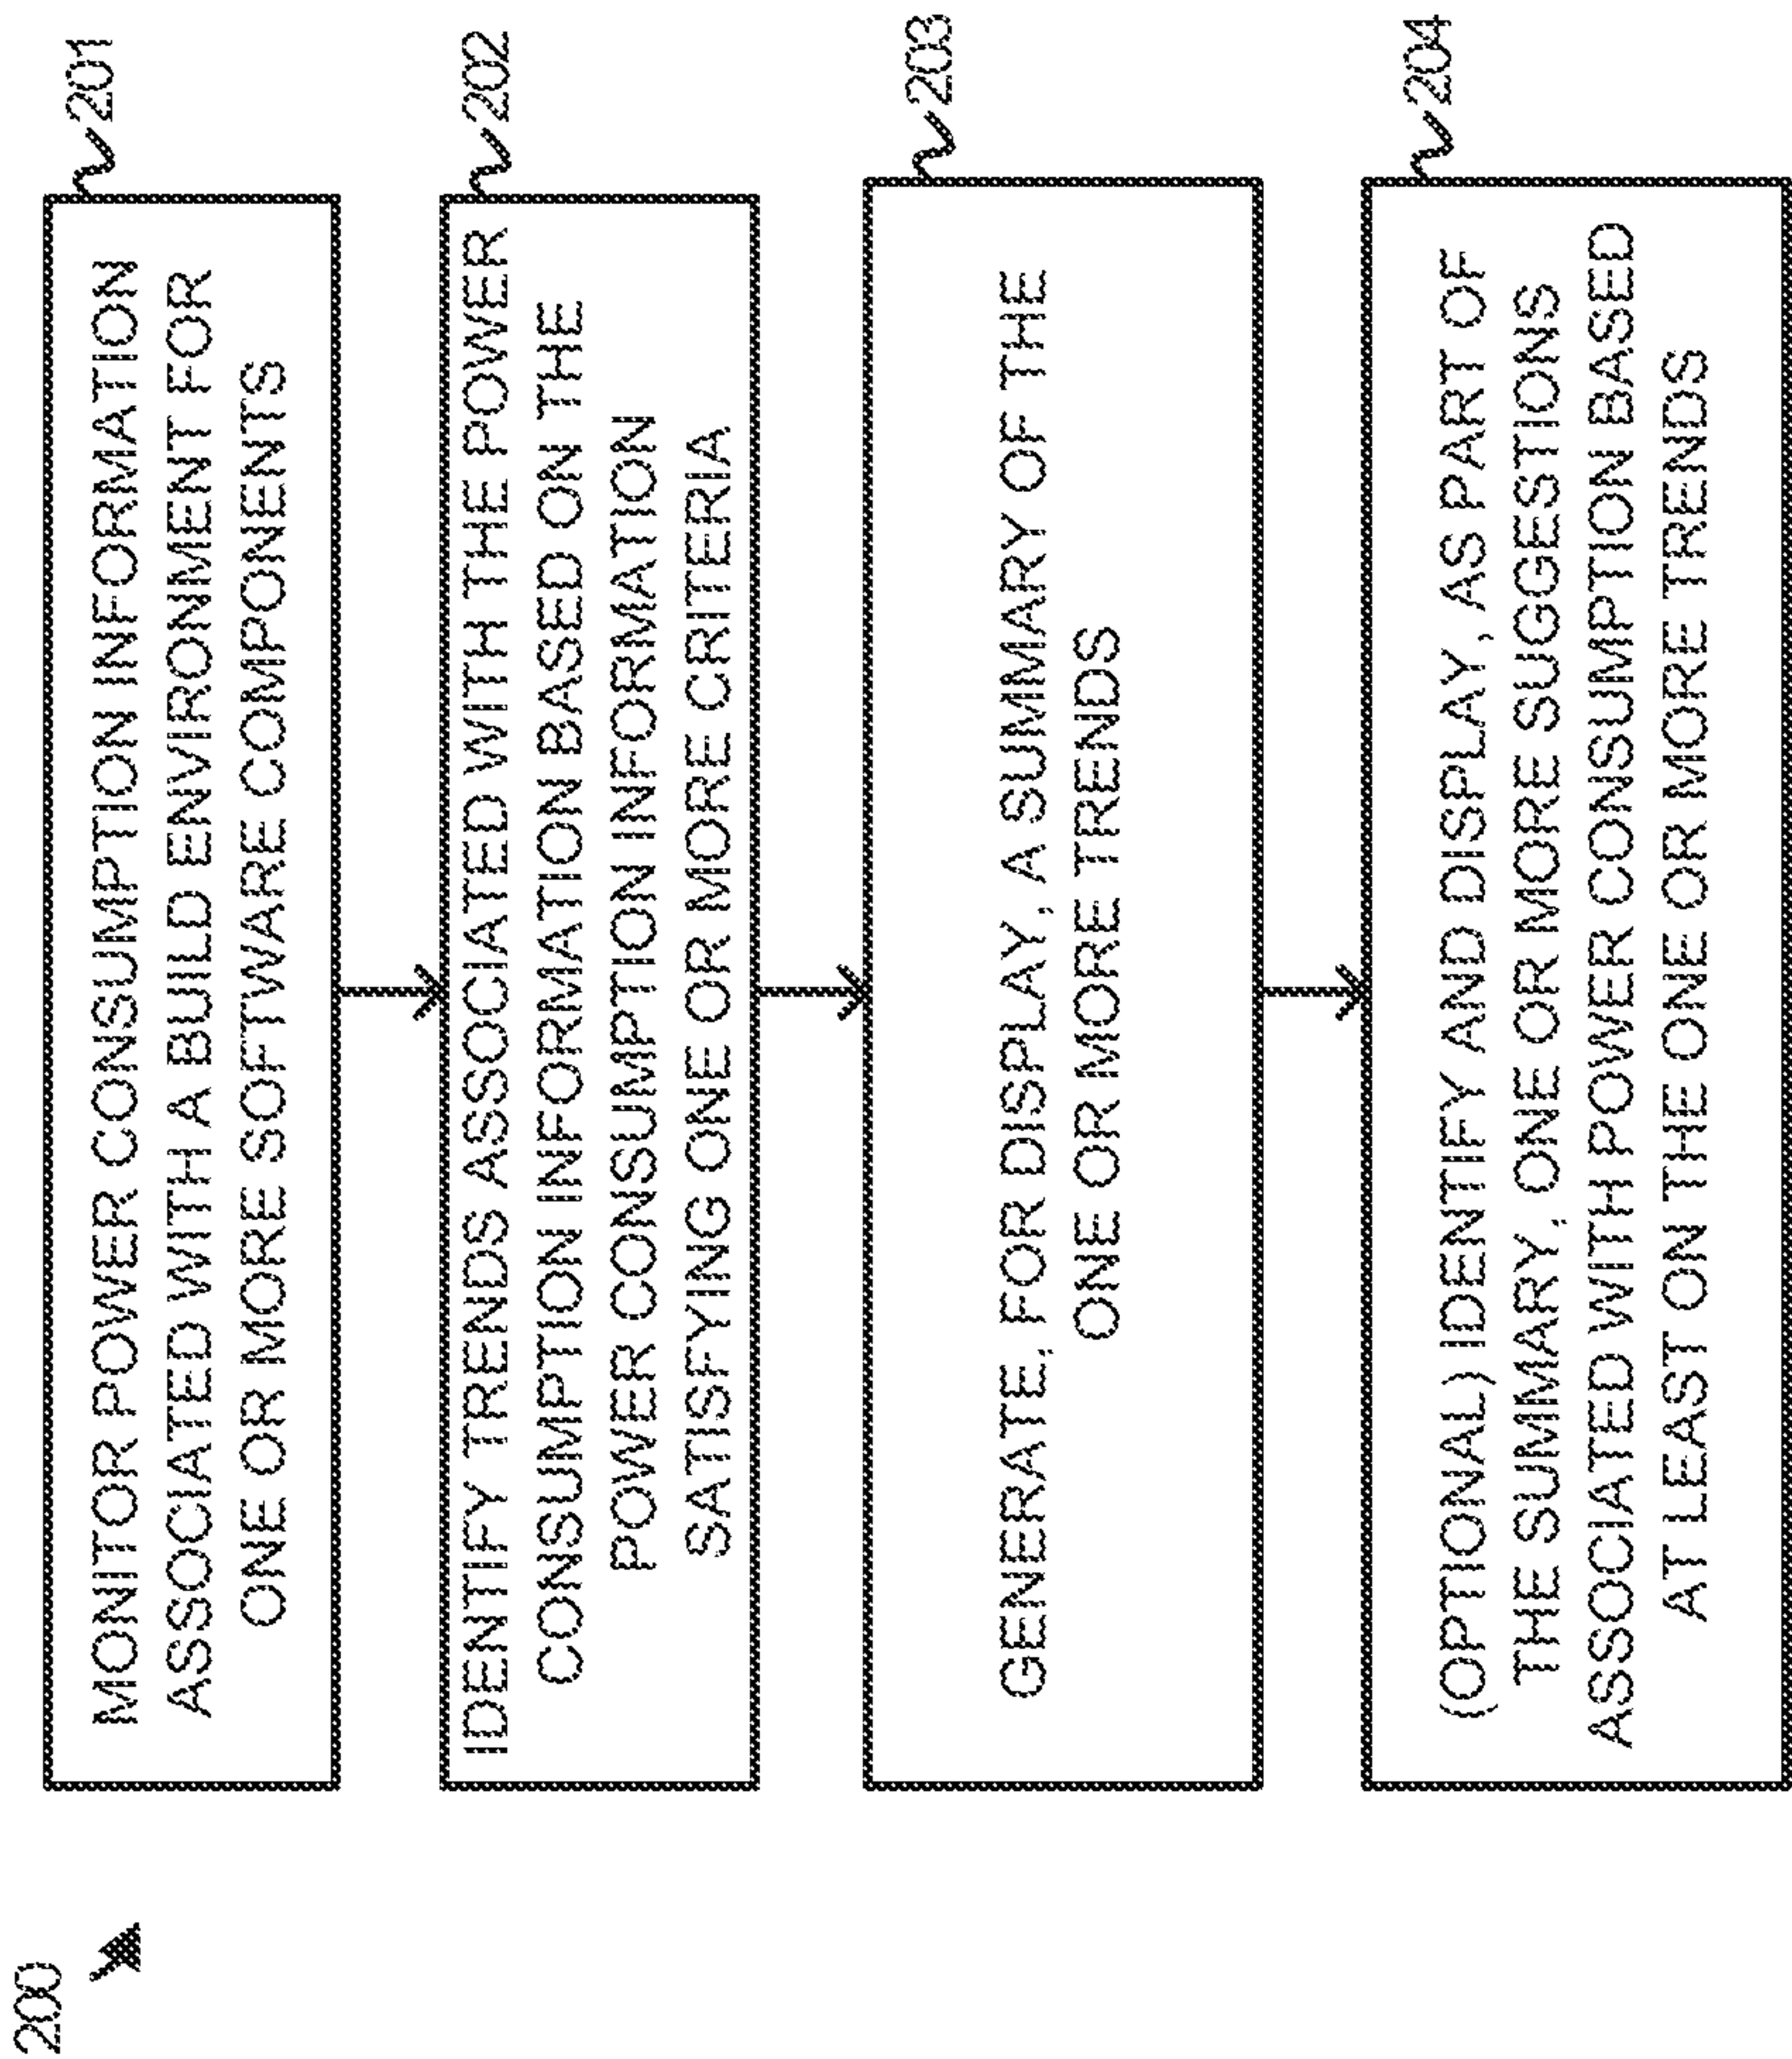 200
201
MONITOR POWER CONSUMPTION INFORMATION
ASSOCIATED WITH A BUILD ENVIRONMENT FOR
ONE OR MORE SOFTWARE COMPONENTS
202
IDENTIFY TRENDS ASSOCIATED WITH THE POWER
CONSUMPTION INFORMATION BASED ON THE
POWER CONSUMPTION INFORMATION
SATISFYING ONE OR MORE CRITERIA
203
GENERATE, FOR DISPLAY, A SUMMARY OF THE
ONE OR MORE TRENDS
204
(OPTIONAL) IDENTIFY AND DISPLAY, AS PART OF
THE SUMMARY, ONE OR MORE SUGGESTIONS
ASSOCIATED WITH POWER CONSUMPTION BASED
AT LEAST ON THE ONE OR MORE TRENDS